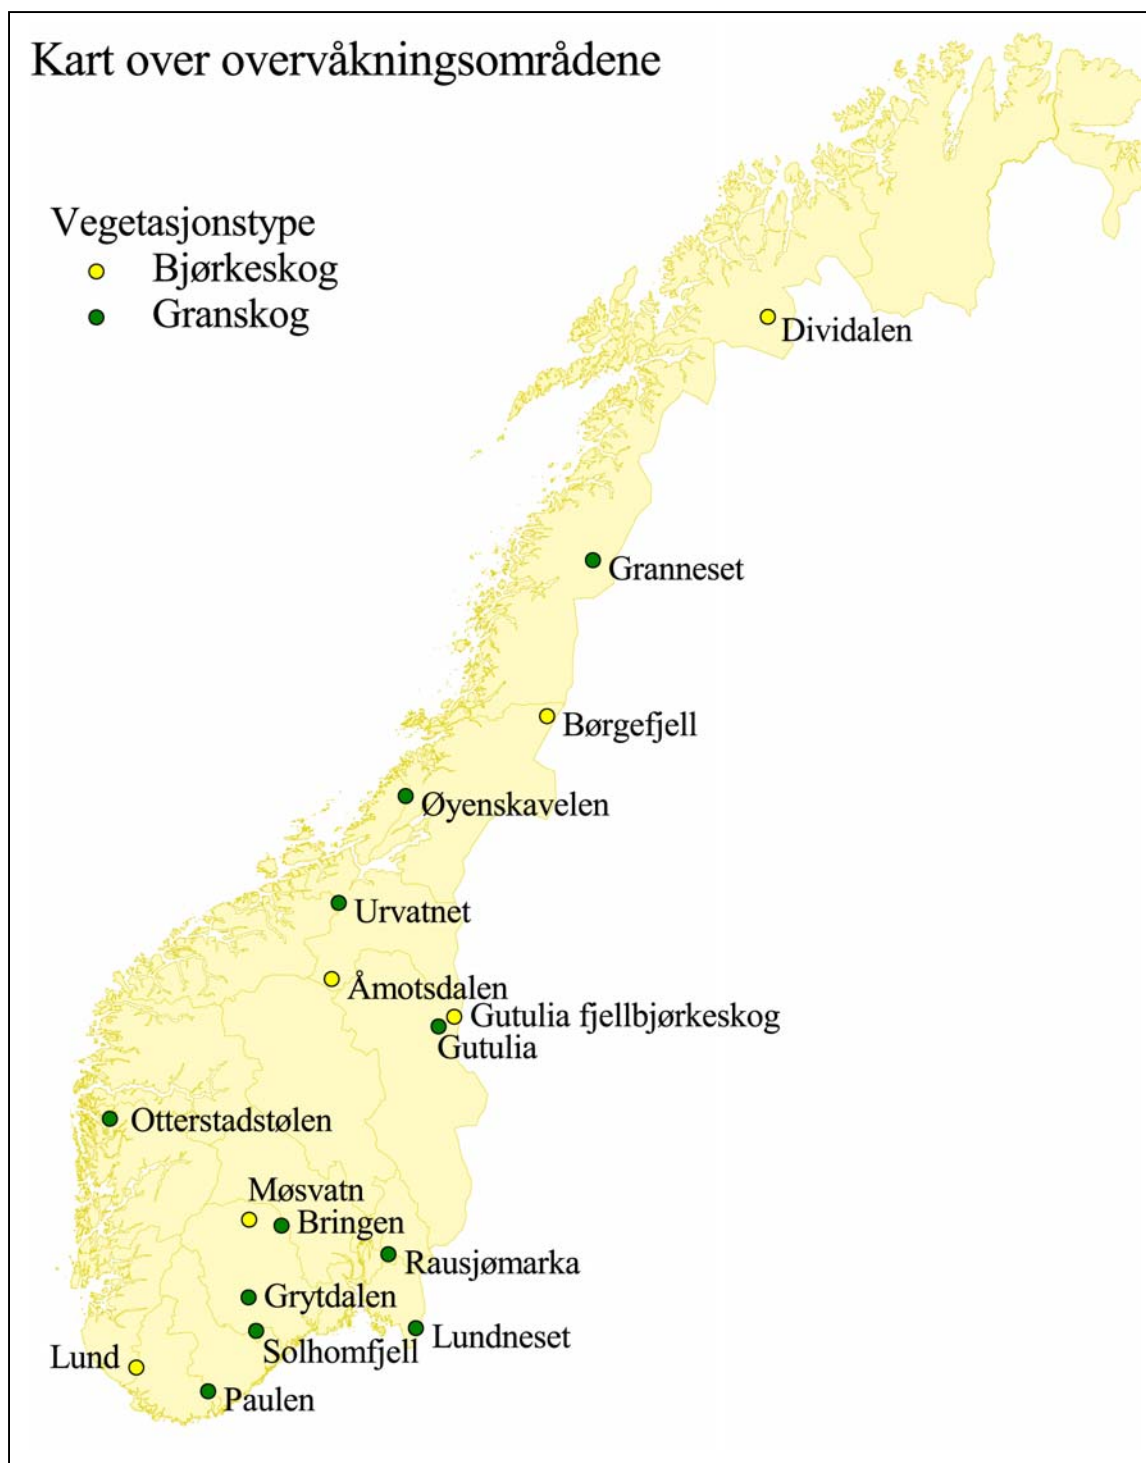 Kart over overvåkningsområdene
Vegetasjonstype
Bjørkeskog
Granskog
Dividalen
Granneset
Børgefjell
Øyenskavelen
Urvatnet
Åmotsdalen
Gutulia fjellbjørkeskog
Gutulia
Otterstadstølen
Møsvatn
Bringen
Rausjømarka
Grytdalen
Lundneset
Solhomfjell
Lund
Paulen